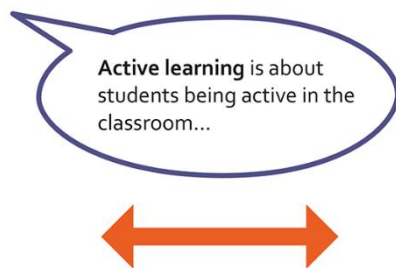 Active learning is about
students being active in the
classroom...